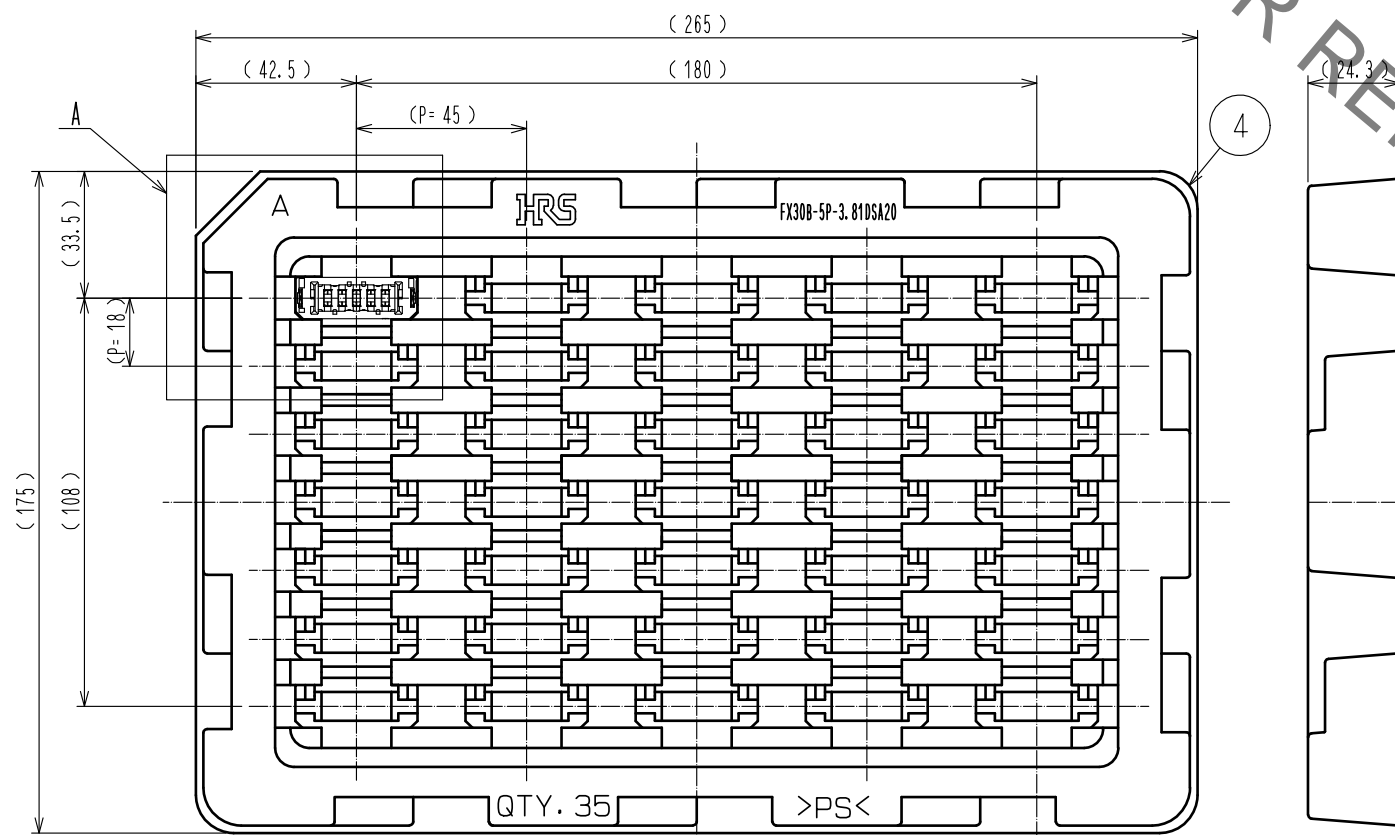 ( 265 )
( 42.5 )
( 180 )
( 24.3 )
A
(P= 45 )
4
A
HRS
FX30B-5P-3.81DSA20
( 33.5 )
(P= 18 )
( 175 )
( 108 )
QTY. 35
>PS<